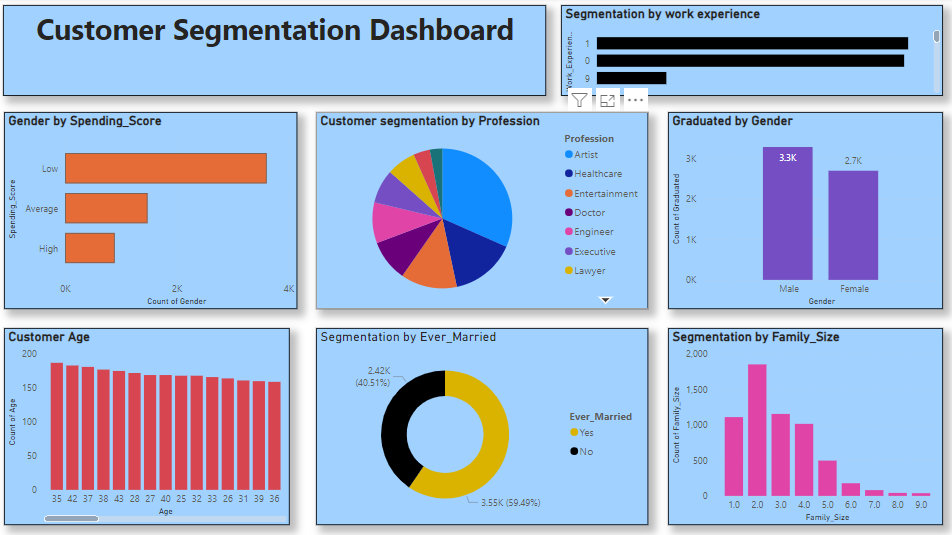 Customer Segmentation Dashboard
Segmentation by work experience
Work_Experien...
1
0
9
Gender by Spending_Score
Spending_Score
Low
Average
High
0K
2K
4K
Count of Gender
Customer segmentation by Profession
Profession
Artist
Healthcare
Entertainment
Doctor
Engineer
Executive
Lawyer
Graduated by Gender
Count of Graduated
3K
2K
1K
0K
3.3K
2.7K
Male
Female
Gender
Customer Age
Count of Age
200
150
100
50
0
35 42 37 38 43 28 27 40 25 32 33 26 31 39 36
Age
Segmentation by Ever_Married
2.42K
(40.51%)
3.55K (59.49%)
Ever_Married
Yes
No
Segmentation by Family_Size
Count of Family_Size
2,000
1,500
1,000
500
0
1.0 2.0 3.0 4.0 5.0 6.0 7.0 8.0 9.0
Family_Size